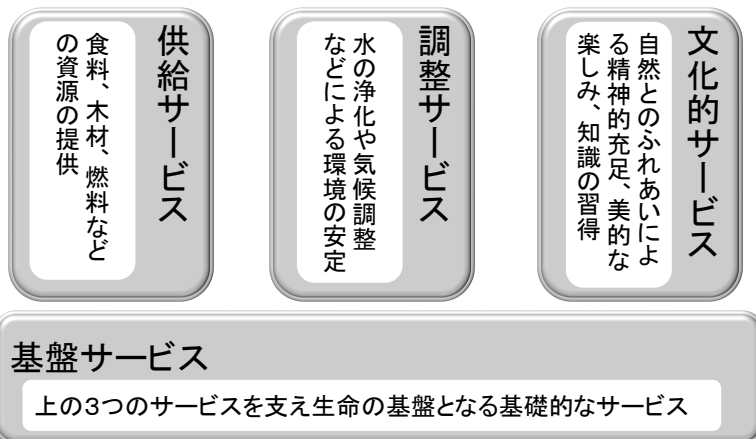 文化的サービス
自然とのふれあいによ
る精神的充足、美的な
楽しみ、知識の習得
調整サービス
水の浄化や気候調整
などによる環境の安定
供給サービス
食料、木材、燃料など
の資源の提供
基盤サービス
上の3つのサービスを支え生命の基盤となる基礎的なサービス